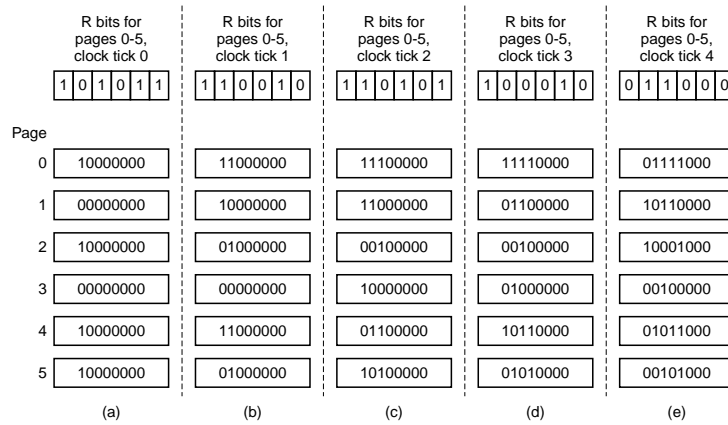 R bits for R bits for R bits for R bits for R bits for
pages 0-5, pages 0-5, pages 0-5, pages 0-5, pages 0-5,
clock tick 0 clock tick 1 clock tick 2 clock tick 3 clock tick 4
1 0 1 0 1 1 1 1 0 0 1 0 1 1 0 1 0 1 1 0 0 0 1 0 0 1 1 0 0 0
Page
0 10000000 11000000 11100000 11110000 01111000
1 00000000 10000000 11000000 01100000 10110000
2 10000000 01000000 00100000 00100000 10001000
3 00000000 00000000 10000000 01000000 00100000
4 10000000 11000000 01100000 10110000 01011000
5 10000000 01000000 10100000 01010000 00101000
(a) (b) (c) (d) (e)